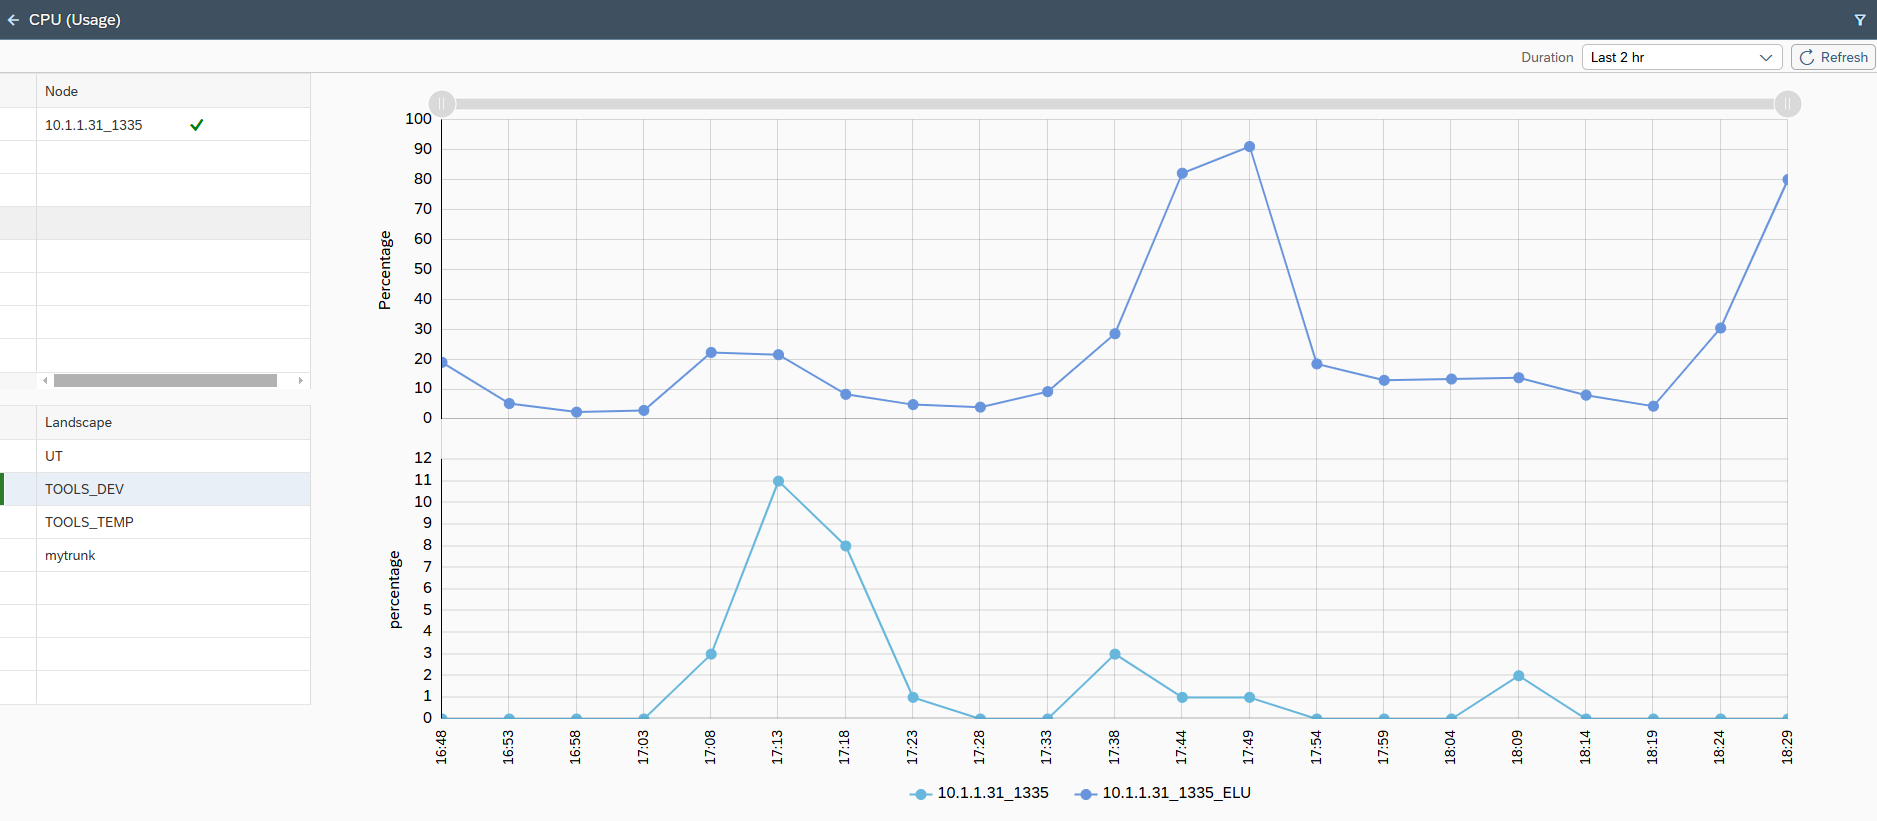 CPU (Usage)
Duration Last 2 hr Refresh
Node
10.1.1.31_1335
Landscape
UT
TOOLS_DEV
TOOLS_TEMP
mytrunk
Percentage
100
90
80
70
60
50
40
30
20
10
0
percentage
12
11
10
9
8
7
6
5
4
3
2
1
0
16:48 16:53 16:58 17:03 17:08 17:13 17:18 17:23 17:28 17:33 17:38 17:44 17:49 17:54 17:59 18:04 18:09 18:14 18:19 18:24 18:29
10.1.1.31_1335 10.1.1.31_1335_ELU